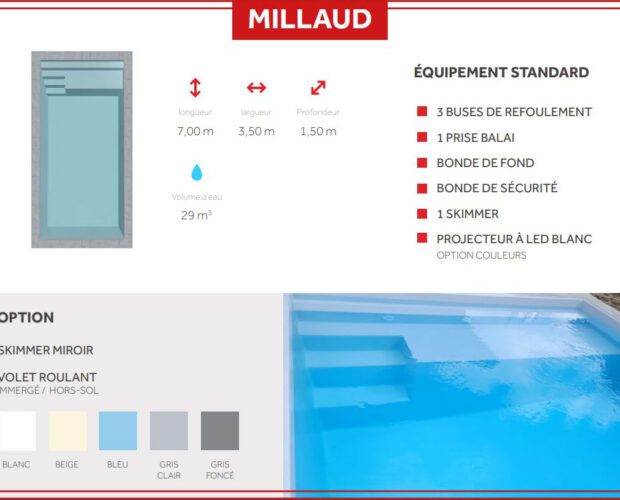 MILLAUD
longueur
largueur
Profondeur
7,00 m
3,50 m
1,50 m
Volume d'eau
29 m³
ÉQUIPEMENT STANDARD
3 BUSES DE REFOULEMENT
1 PRISE BALAI
BONDE DE FOND
BONDE DE SÉCURITÉ
1 SKIMMER
PROJECTEUR À LED BLANC
OPTION COULEURS
OPTION
SKIMMER MIROIR
VOLET ROULANT
IMMERGÉ / HORS-SOL
BLANC
BEIGE
BLEU
GRIS CLAIR
GRIS FONCÉ